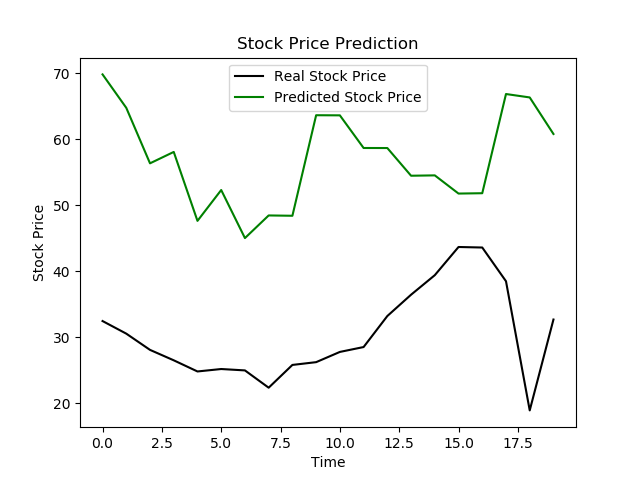 Stock Price Prediction
Real Stock Price
Predicted Stock Price
Stock Price
70
60
50
40
30
20
0.0 2.5 5.0 7.5 10.0 12.5 15.0 17.5
Time